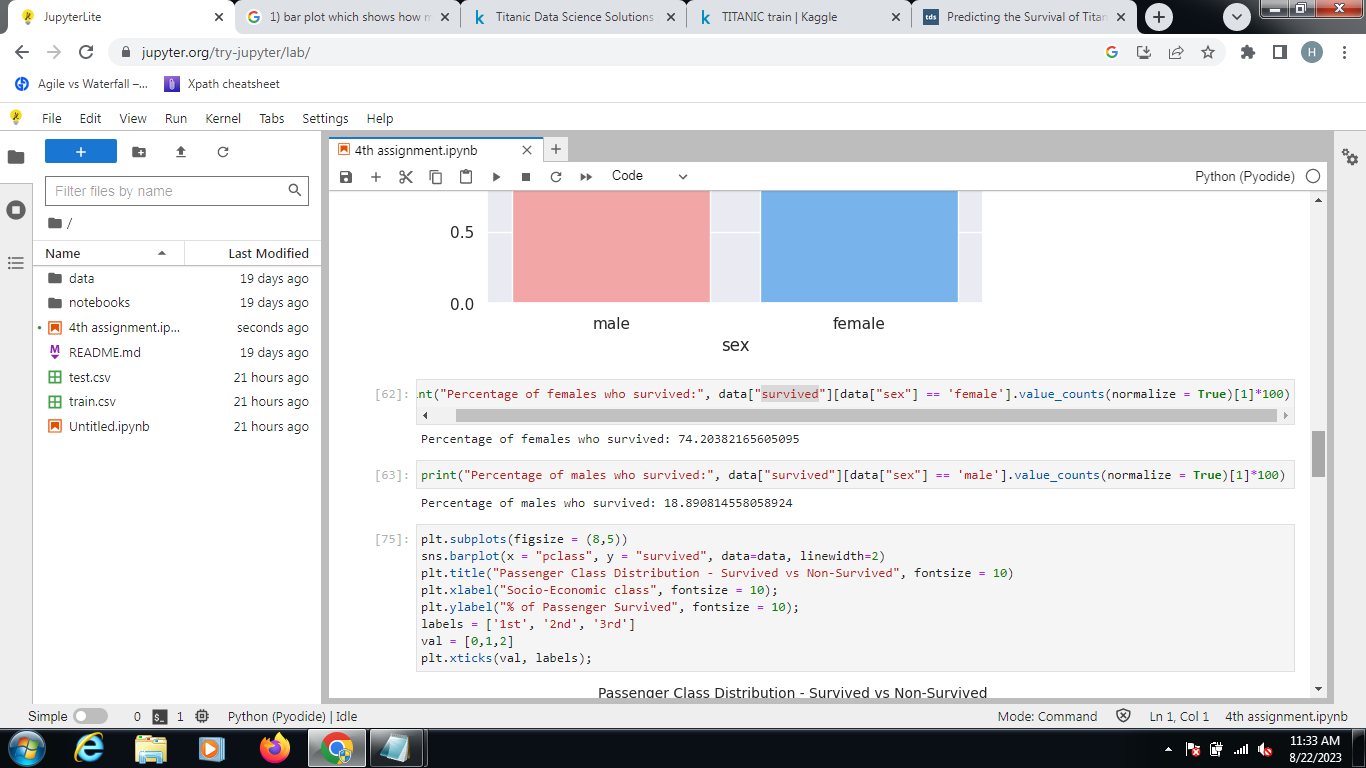 JupyterLite
1) bar plot which shows how m
Titanic Data Science Solutions
TITANIC train | Kaggle
tds
Predicting the Survival of Titan
jupyter.org/try-jupyter/lab/
H
Agile vs Waterfall –...
Xpath cheatsheet
File Edit View Run Kernel Tabs Settings Help
4th assignment.ipynb
Filter files by name
Code
Python (Pyodide)
/
Name Last Modified
data 19 days ago
notebooks 19 days ago
4th assignment.ip... seconds ago
README.md 19 days ago
test.csv 21 hours ago
train.csv 21 hours ago
Untitled.ipynb 21 hours ago
0.5
0.0
male female
sex
[62]: int("Percentage of females who survived:", data["survived"][data["sex"] == 'female'].value_counts(normalize = True)[1]*100)
Percentage of females who survived: 74.20382165605095
[63]: print("Percentage of males who survived:", data["survived"][data["sex"] == 'male'].value_counts(normalize = True)[1]*100)
Percentage of males who survived: 18.890814558058924
[75]: plt.subplots(figsize = (8,5))
sns.barplot(x = "pclass", y = "survived", data=data, linewidth=2)
plt.title("Passenger Class Distribution - Survived vs Non-Survived", fontsize = 10)
plt.xlabel("Socio-Economic class", fontsize = 10);
plt.ylabel("% of Passenger Survived", fontsize = 10);
labels = ['1st', '2nd', '3rd']
val = [0,1,2]
plt.xticks(val, labels);
Passenger Class Distribution - Survived vs Non-Survived
Simple 0 1 Python (Pyodide) | Idle Mode: Command Ln 1, Col 1 4th assignment.ipynb
11:33 AM
8/22/2023